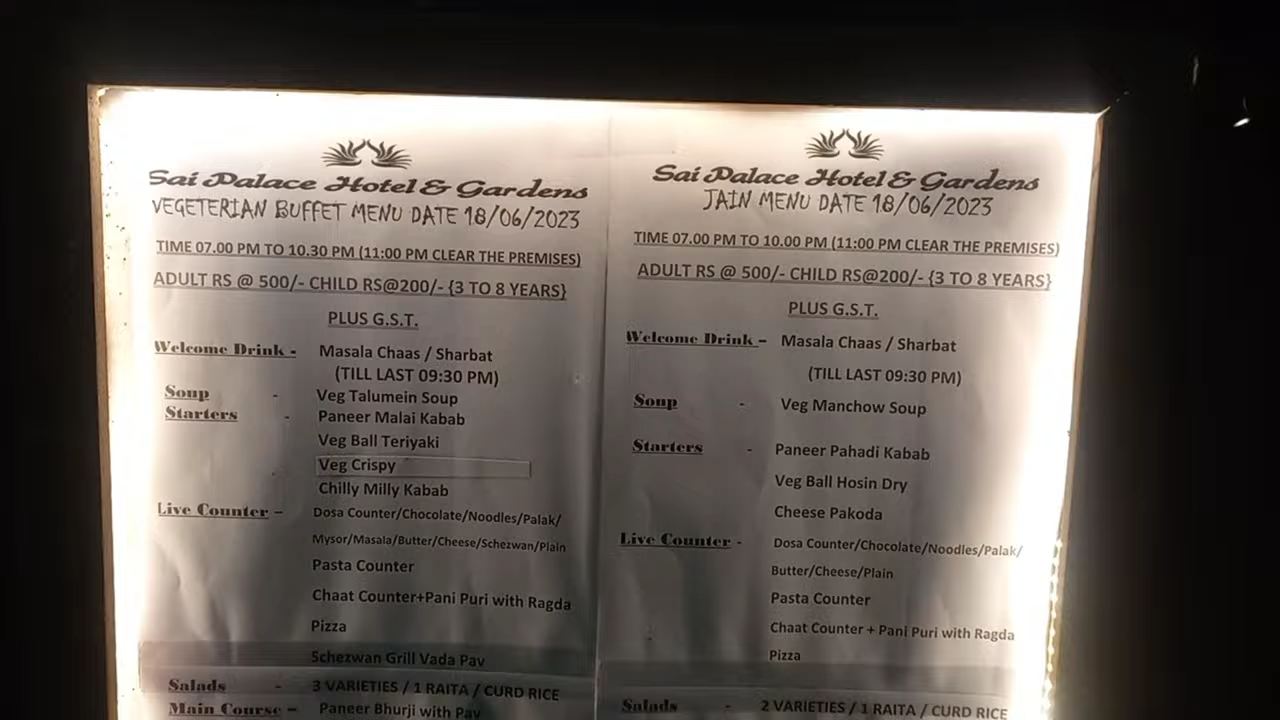 Sai Palace Hotel & Gardens
VEGETERIAN BUFFET MENU DATE 18/06/2023
TIME 07.00 PM TO 10.30 PM (11:00 PM CLEAR THE PREMISES)
ADULT RS @ 500/- CHILD RS@200/- {3 TO 8 YEARS}
PLUS G.S.T.
Welcome Drink - Masala Chaas / Sharbat
(TILL LAST 09:30 PM)
Soup - Veg Talumein Soup
Starters - Paneer Malai Kabab
Veg Ball Teriyaki
Veg Crispy
Chilly Milly Kabab
Live Counter – Dosa Counter/Chocolate/Noodles/Palak/
Mysor/Masala/Butter/Cheese/Schezwan/Plain
Pasta Counter
Chaat Counter+Pani Puri with Ragda
Pizza
Schezwan Grill Vada Pav
Salads - 3 VARIETIES / 1 RAITA / CURD RICE
Main Course – Paneer Bhurji with Pav
Sai Palace Hotel & Gardens
JAIN MENU DATE 18/06/2023
TIME 07.00 PM TO 10.00 PM (11:00 PM CLEAR THE PREMISES)
ADULT RS @ 500/- CHILD RS@200/- {3 TO 8 YEARS}
PLUS G.S.T.
Welcome Drink – Masala Chaas / Sharbat
(TILL LAST 09:30 PM)
Soup - Veg Manchow Soup
Starters - Paneer Pahadi Kabab
Veg Ball Hosin Dry
Cheese Pakoda
Live Counter - Dosa Counter/Chocolate/Noodles/Palak/
Butter/Cheese/Plain
Pasta Counter
Chaat Counter + Pani Puri with Ragda
Pizza
Salads - 2 VARIETIES / 1 RAITA / CURD RICE